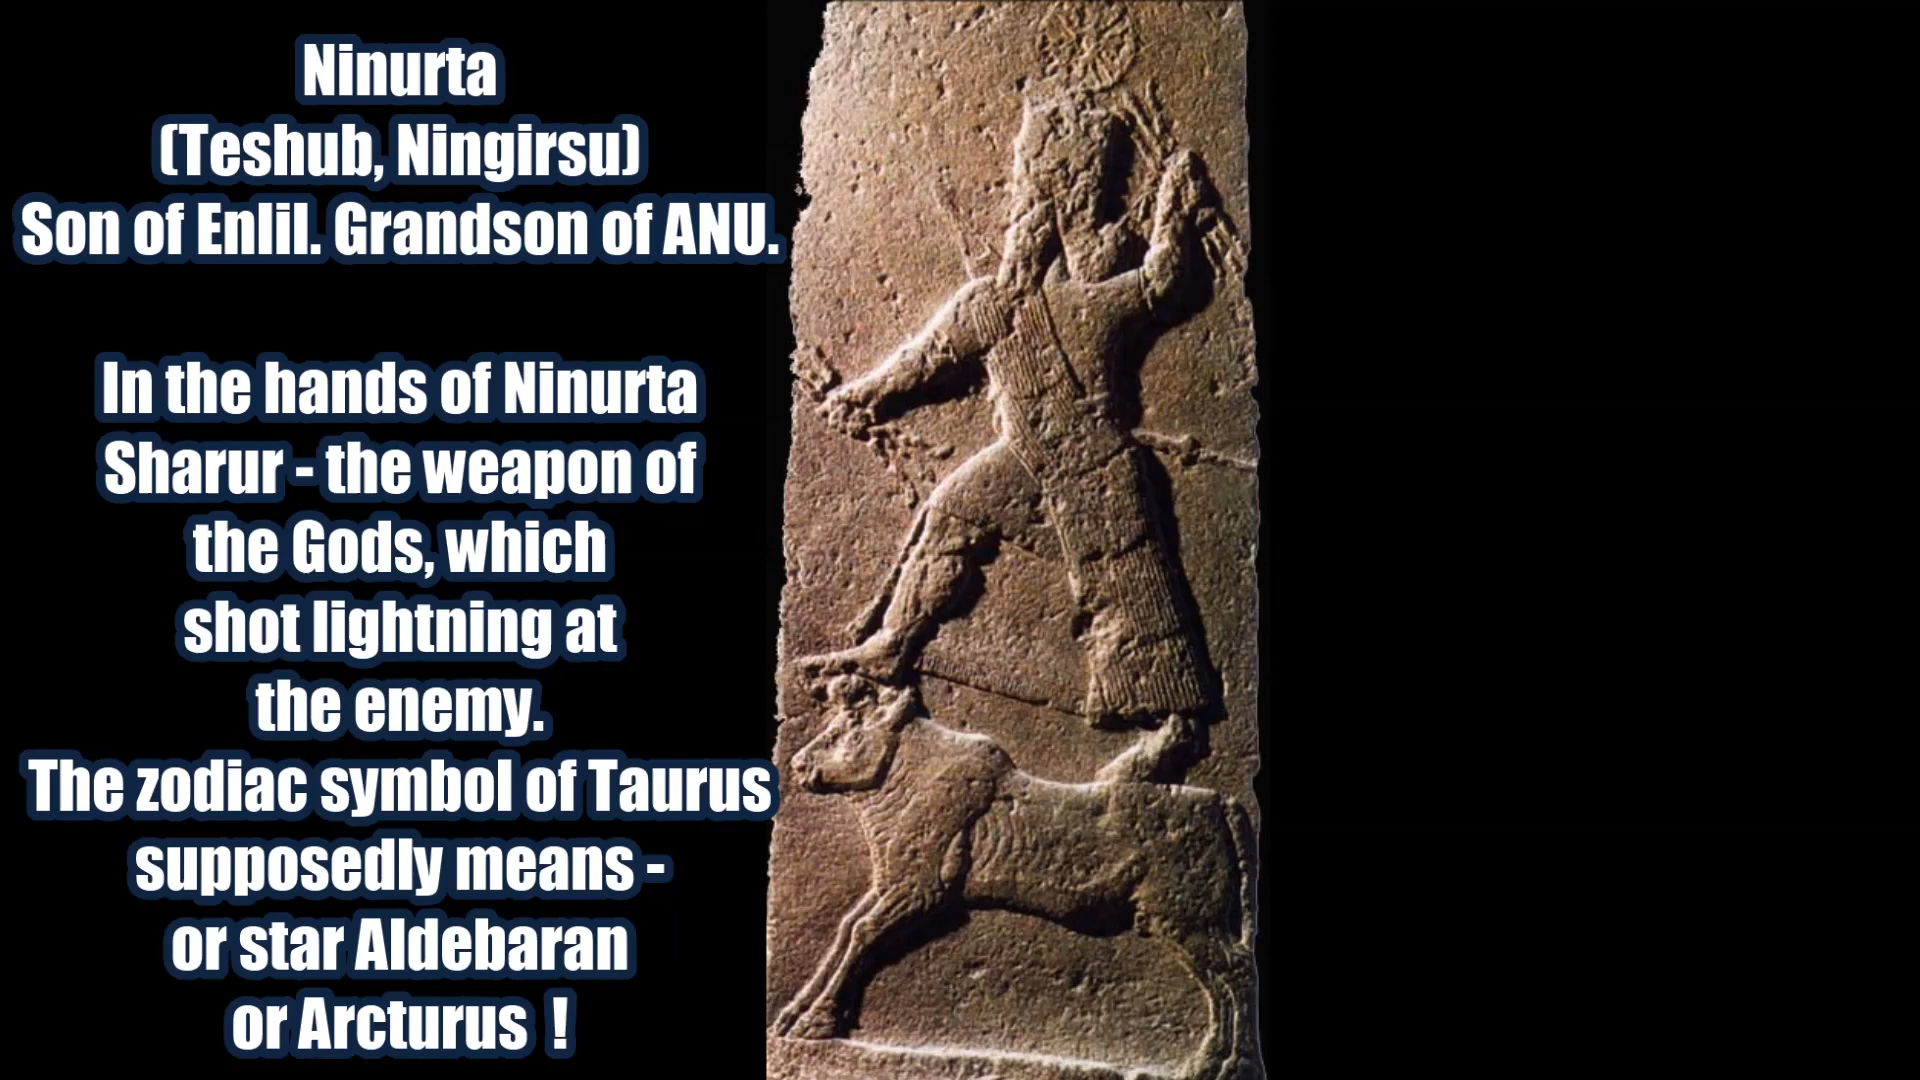 Ninurta
(Teshub, Ningirsu)
Son of Enlil. Grandson of ANU.
In the hands of Ninurta
Sharur - the weapon of
the Gods, which
shot lightning at
the enemy.
The zodiac symbol of Taurus
supposedly means -
or star Aldebaran
or Arcturus !